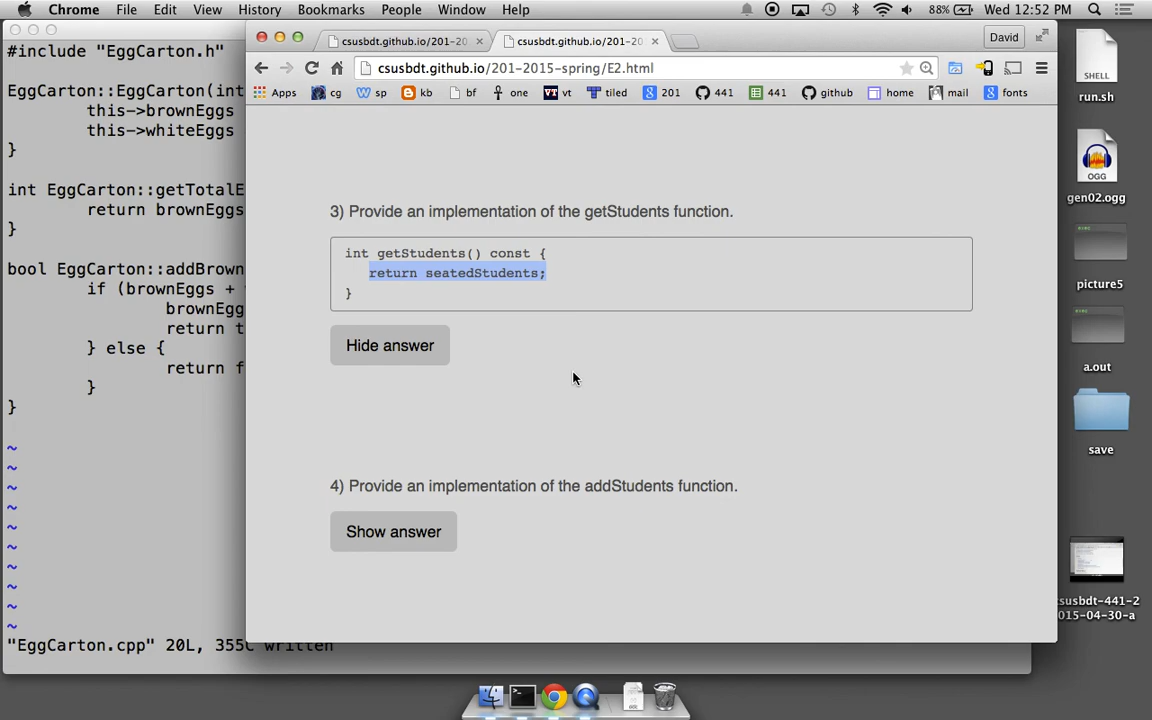 Chrome File Edit View History Bookmarks People Window Help 88% Wed 12:52 PM
#include "EggCarton.h"
EggCarton::EggCarton(int
this->brownEggs
this->whiteEggs
}
int EggCarton::getTotalE
return brownEggs
}
bool EggCarton::addBrown
if (brownEggs +
brownEgg
return t
} else {
return f
}
}
~
~
~
~
~
~
~
~
~
~
"EggCarton.cpp" 20L, 355C written
csusbdt.github.io/201-20 × csusbdt.github.io/201-20 × David
csusbdt.github.io/201-2015-spring/E2.html
Apps cg sp kb bf one vt tiled 201 441 441 github home mail fonts
3) Provide an implementation of the getStudents function.
int getStudents() const {
return seatedStudents;
}
Hide answer
4) Provide an implementation of the addStudents function.
Show answer
SHELL
run.sh
OGG
gen02.ogg
picture5
a.out
save
csusbdt-441-2
015-04-30-a